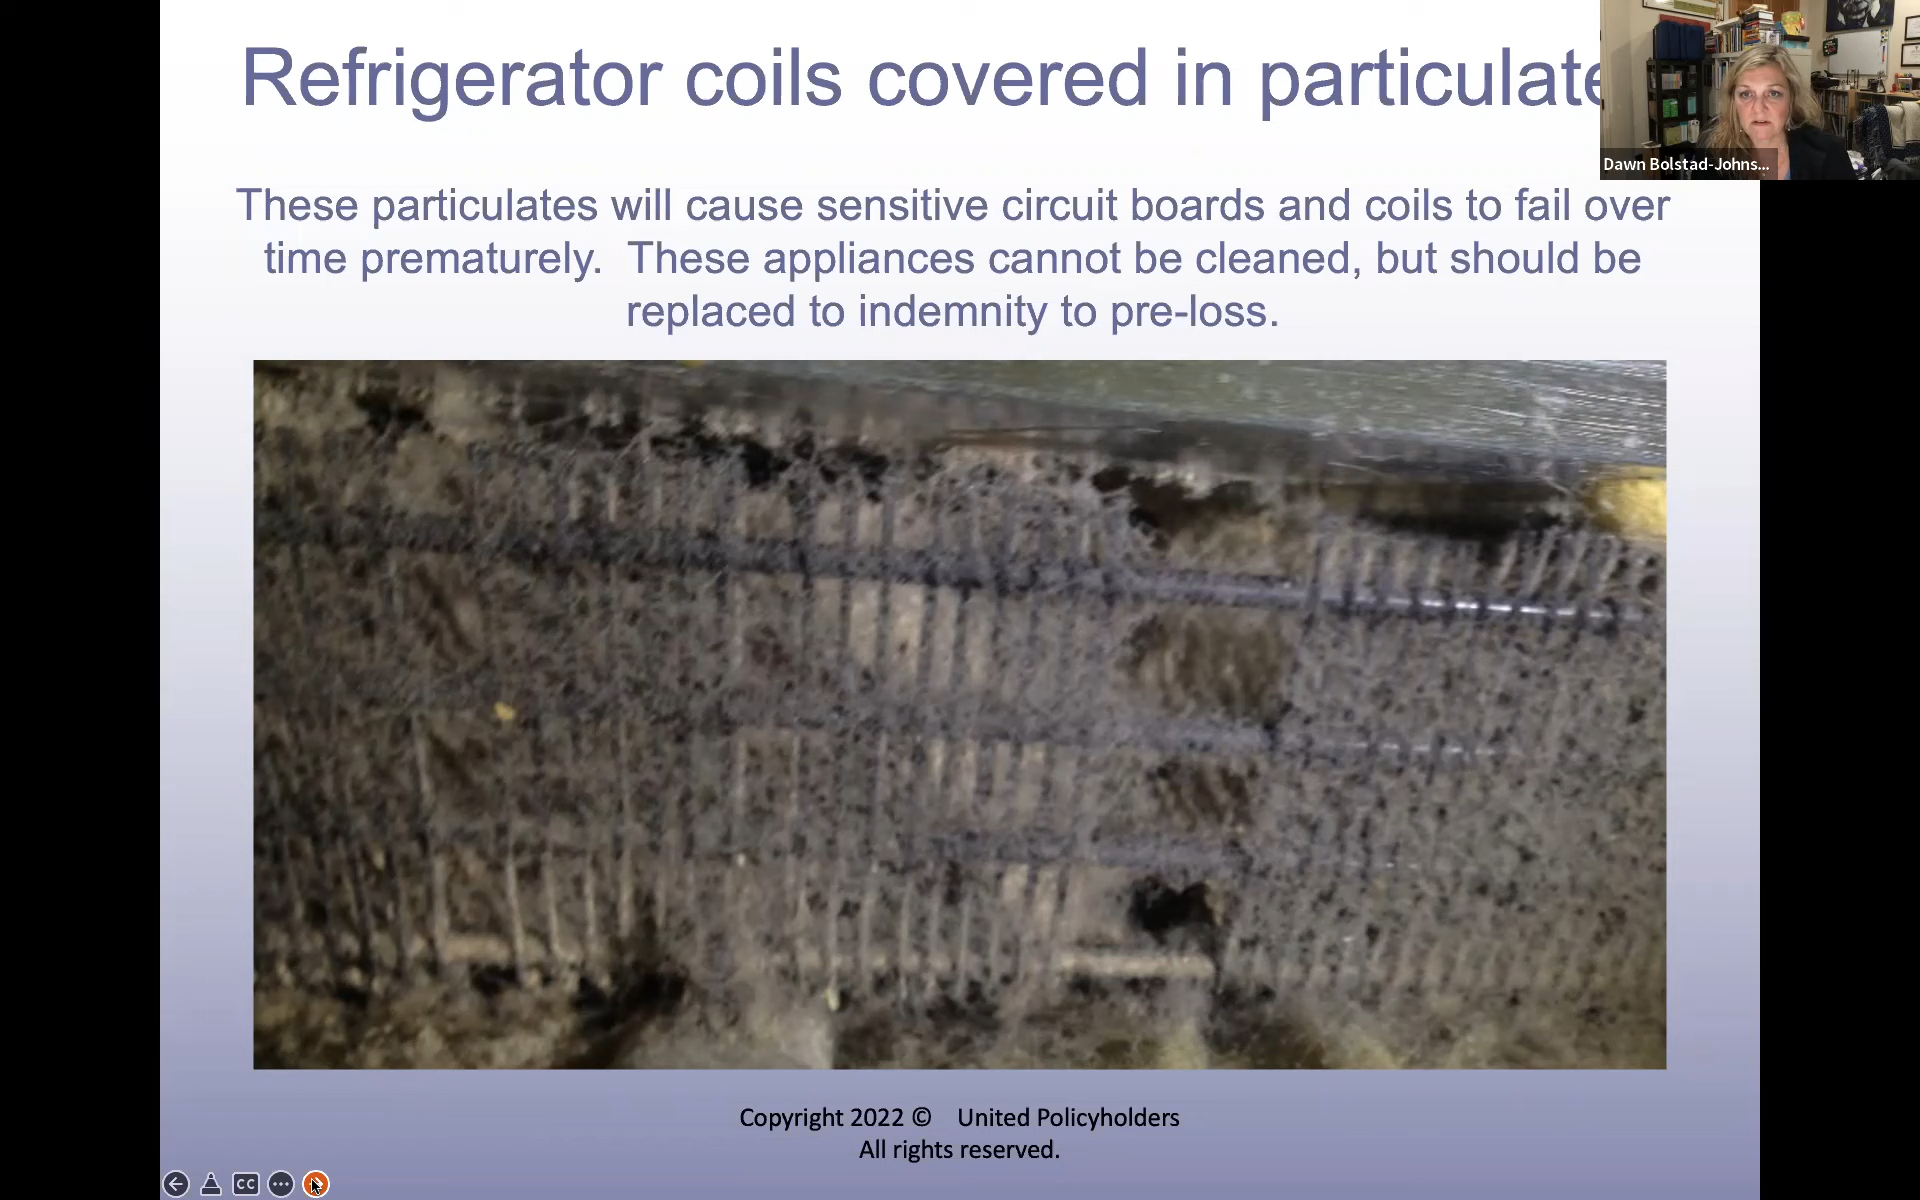 Refrigerator coils covered in particulate
Dawn Bolstad-Johns...
These particulates will cause sensitive circuit boards and coils to fail over
time prematurely.  These appliances cannot be cleaned, but should be
replaced to indemnity to pre-loss.
Copyright 2022 ©    United Policyholders
All rights reserved.
CC